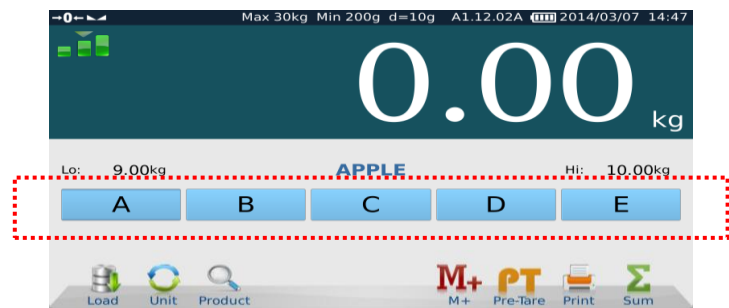 →0← Max 30kg Min 200g d=10g A1.12.02A 2014/03/07 14:47
0.00 kg
Lo: 9.00kg APPLE Hi: 10.00kg
A B C D E
M+ PT Σ
Load Unit Product M+ Pre-Tare Print Sum